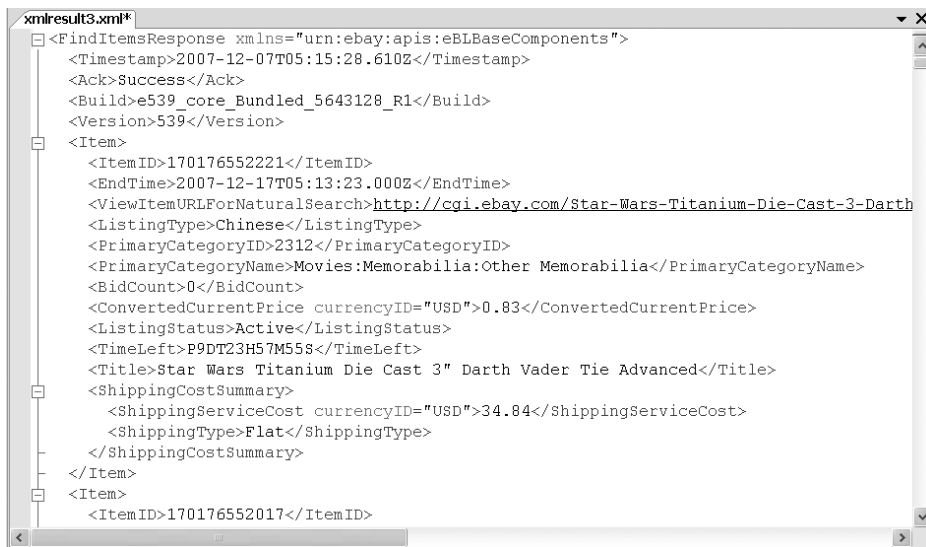 xmlresult3.xml*
<FindItemsResponse xmlns="urn:ebay:apis:eBLBaseComponents">
<Timestamp>2007-12-07T05:15:28.610Z</Timestamp>
<Ack>Success</Ack>
<Build>e539_core_Bundled_5643128_R1</Build>
<Version>539</Version>
<Item>
<ItemID>170176552221</ItemID>
<EndTime>2007-12-17T05:13:23.000Z</EndTime>
<ViewItemURLForNaturalSearch>http://cgi.ebay.com/Star-Wars-Titanium-Die-Cast-3-Darth
<ListingType>Chinese</ListingType>
<PrimaryCategoryID>2312</PrimaryCategoryID>
<PrimaryCategoryName>Movies:Memorabilia:Other Memorabilia</PrimaryCategoryName>
<BidCount>0</BidCount>
<ConvertedCurrentPrice currencyID="USD">0.83</ConvertedCurrentPrice>
<ListingStatus>Active</ListingStatus>
<TimeLeft>P9DT23H57M55S</TimeLeft>
<Title>Star Wars Titanium Die Cast 3" Darth Vader Tie Advanced</Title>
<ShippingCostSummary>
<ShippingServiceCost currencyID="USD">34.84</ShippingServiceCost>
<ShippingType>Flat</ShippingType>
</ShippingCostSummary>
</Item>
<Item>
<ItemID>170176552017</ItemID>